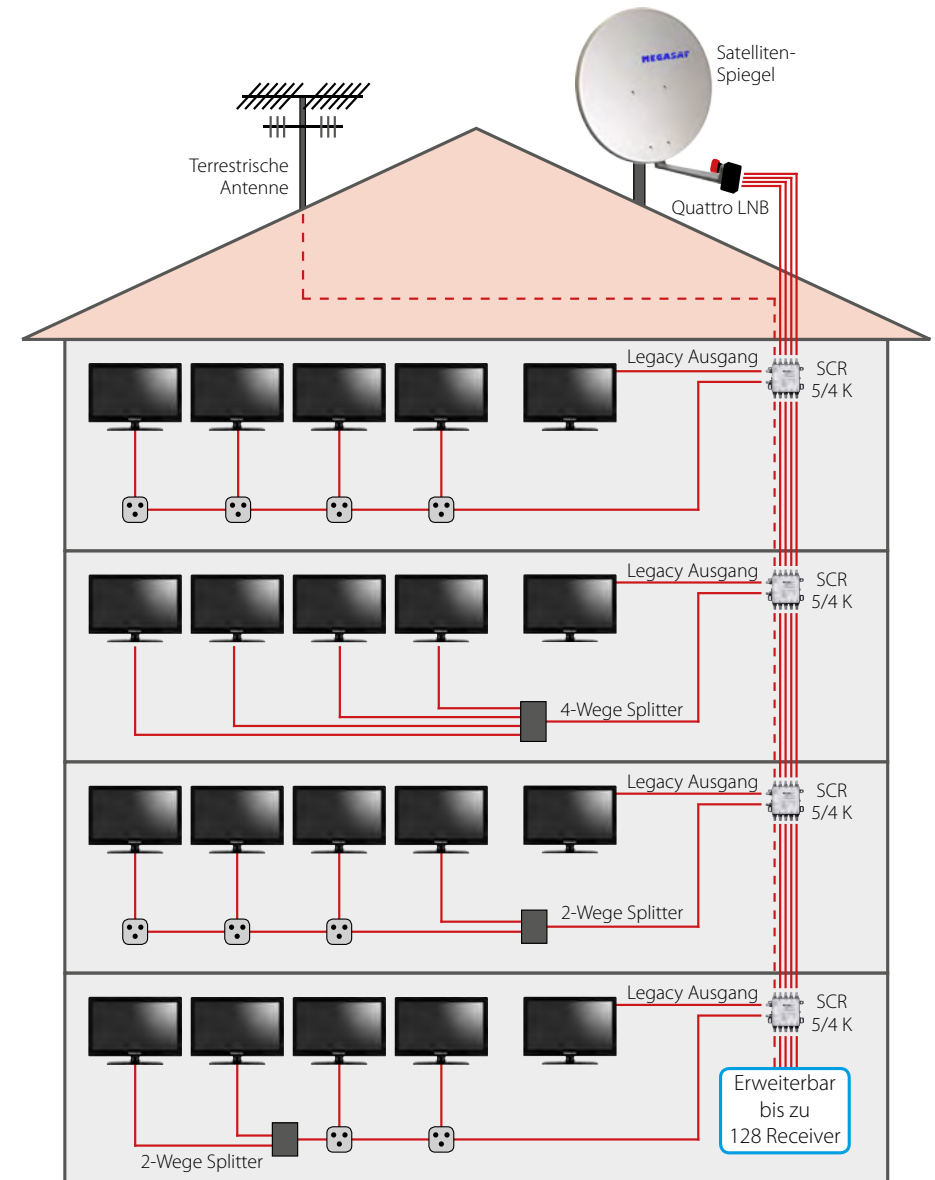 MEGASAT
Satelliten-
Spiegel
Terrestrische
Antenne
Quattro LNB
Legacy Ausgang
SCR
5/4 K
Legacy Ausgang
SCR
5/4 K
4-Wege Splitter
Legacy Ausgang
SCR
5/4 K
2-Wege Splitter
Legacy Ausgang
SCR
5/4 K
Erweiterbar
bis zu
128 Receiver
2-Wege Splitter